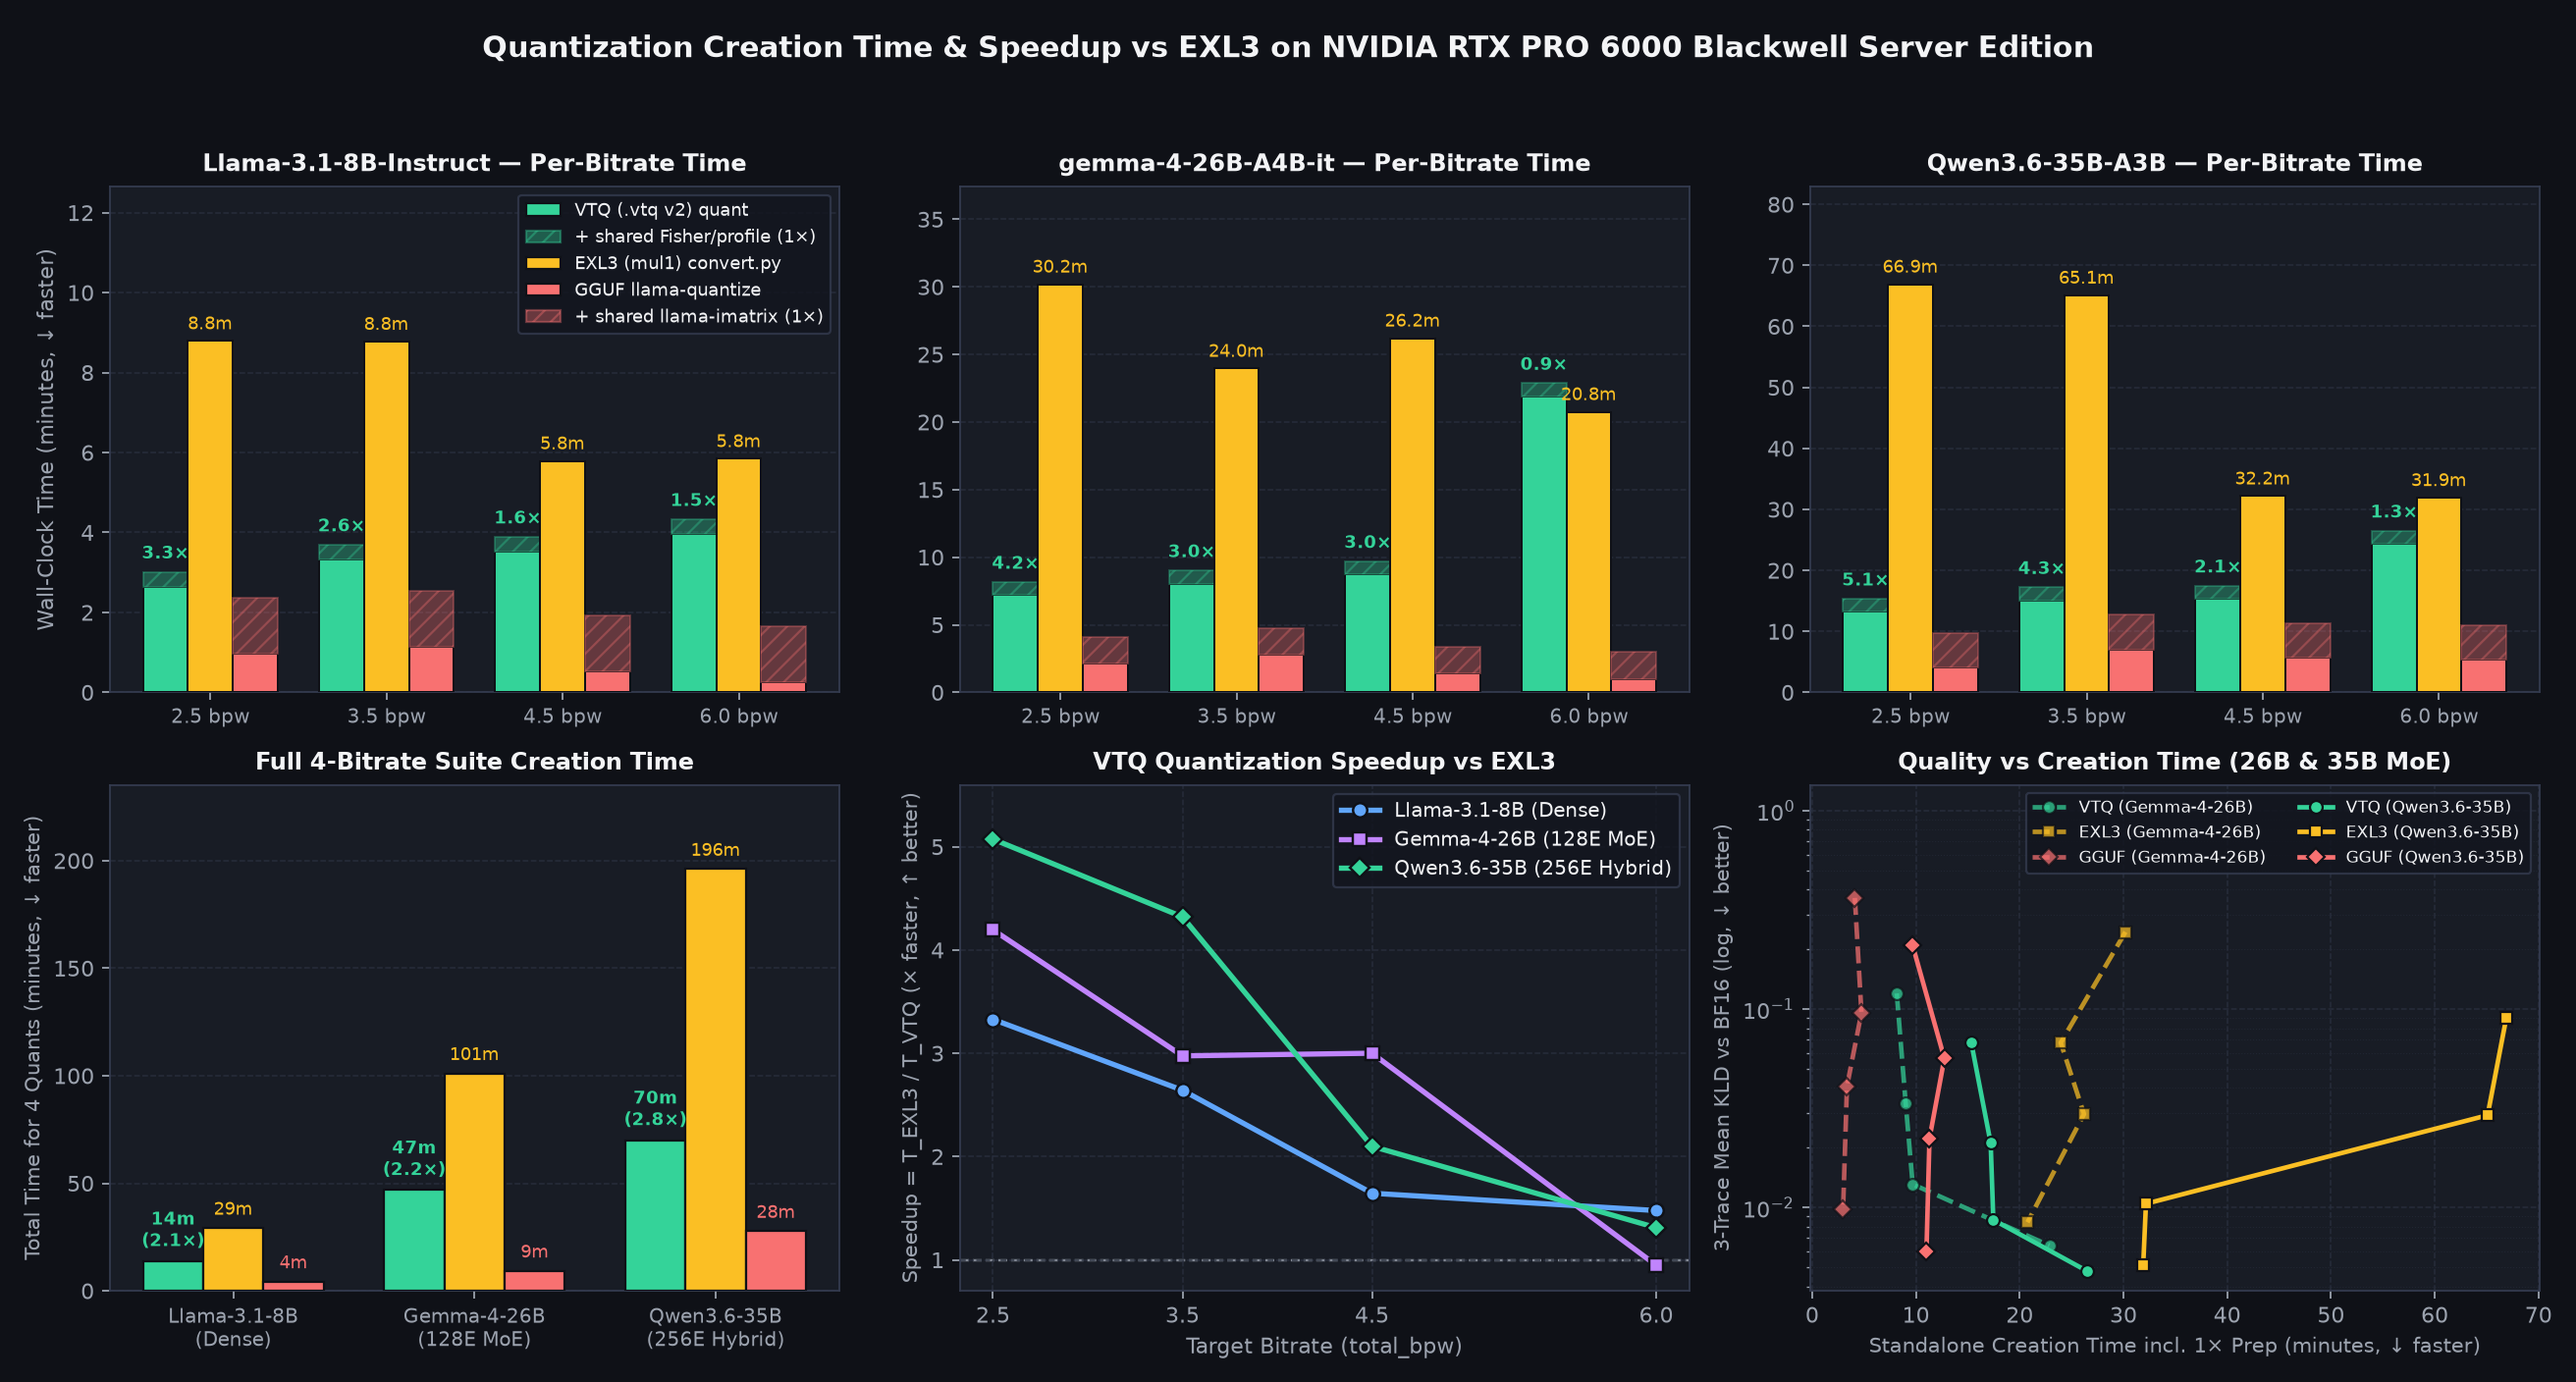 Quantization Creation Time & Speedup vs EXL3 on NVIDIA RTX PRO 6000 Blackwell Server Edition
Llama-3.1-8B-Instruct — Per-Bitrate Time
Wall-Clock Time (minutes, ↓ faster)
12
10
8
6
4
2
0
VTQ (.vtq v2) quant
+ shared Fisher/profile (1×)
EXL3 (mul1) convert.py
GGUF llama-quantize
+ shared llama-imatrix (1×)
3.3×
8.8m
2.6×
8.8m
1.6×
5.8m
1.5×
5.8m
2.5 bpw
3.5 bpw
4.5 bpw
6.0 bpw
gemma-4-26B-A4B-it — Per-Bitrate Time
35
30
25
20
15
10
5
0
4.2×
30.2m
3.0×
24.0m
3.0×
26.2m
0.9×
20.8m
2.5 bpw
3.5 bpw
4.5 bpw
6.0 bpw
Qwen3.6-35B-A3B — Per-Bitrate Time
80
70
60
50
40
30
20
10
0
5.1×
66.9m
4.3×
65.1m
2.1×
32.2m
1.3×
31.9m
2.5 bpw
3.5 bpw
4.5 bpw
6.0 bpw
Full 4-Bitrate Suite Creation Time
Total Time for 4 Quants (minutes, ↓ faster)
200
150
100
50
0
14m
(2.1×)
29m
4m
47m
(2.2×)
101m
9m
70m
(2.8×)
196m
28m
Llama-3.1-8B
(Dense)
Gemma-4-26B
(128E MoE)
Qwen3.6-35B
(256E Hybrid)
VTQ Quantization Speedup vs EXL3
Speedup = T_EXL3 / T_VTQ (× faster, ↑ better)
5
4
3
2
1
Llama-3.1-8B (Dense)
Gemma-4-26B (128E MoE)
Qwen3.6-35B (256E Hybrid)
2.5
3.5
4.5
6.0
Target Bitrate (total_bpw)
Quality vs Creation Time (26B & 35B MoE)
3-Trace Mean KLD vs BF16 (log, ↓ better)
10⁰
10⁻¹
10⁻²
VTQ (Gemma-4-26B)
EXL3 (Gemma-4-26B)
GGUF (Gemma-4-26B)
VTQ (Qwen3.6-35B)
EXL3 (Qwen3.6-35B)
GGUF (Qwen3.6-35B)
0
10
20
30
40
50
60
70
Standalone Creation Time incl. 1× Prep (minutes, ↓ faster)